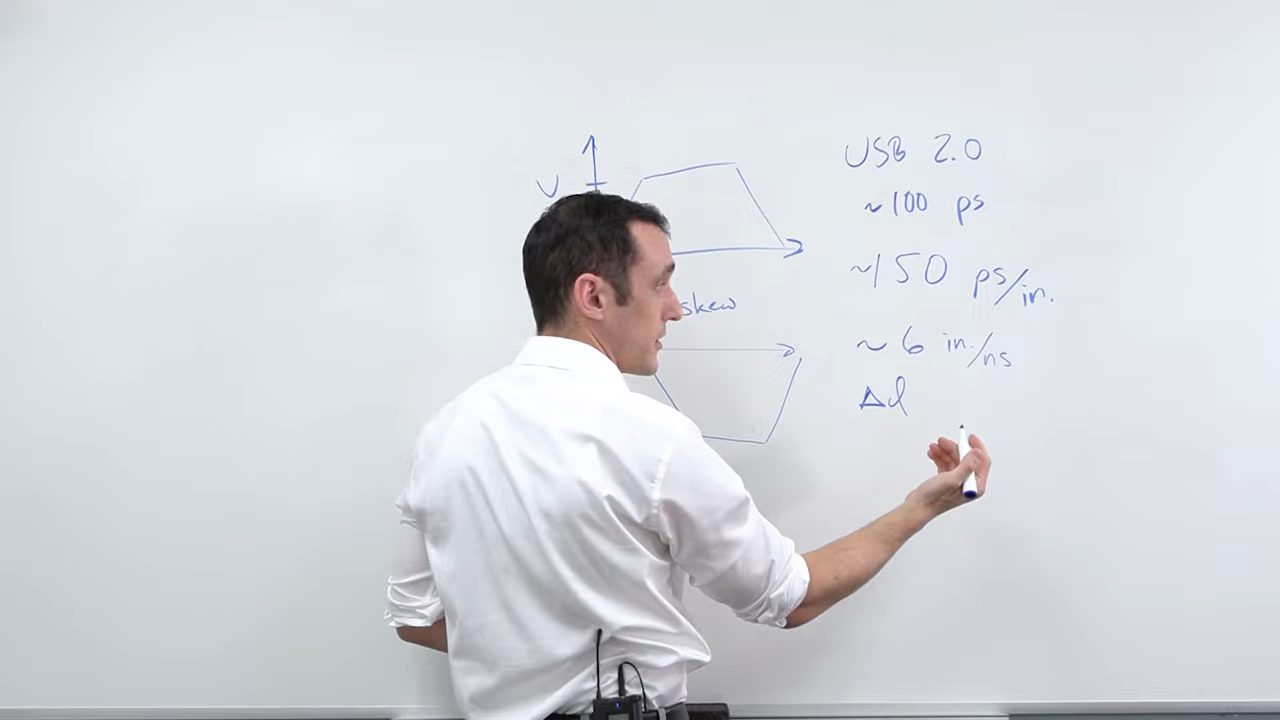 V
skew
USB 2.0
~100 ps
~150 ps/in.
~ 6 in./ns
Δl